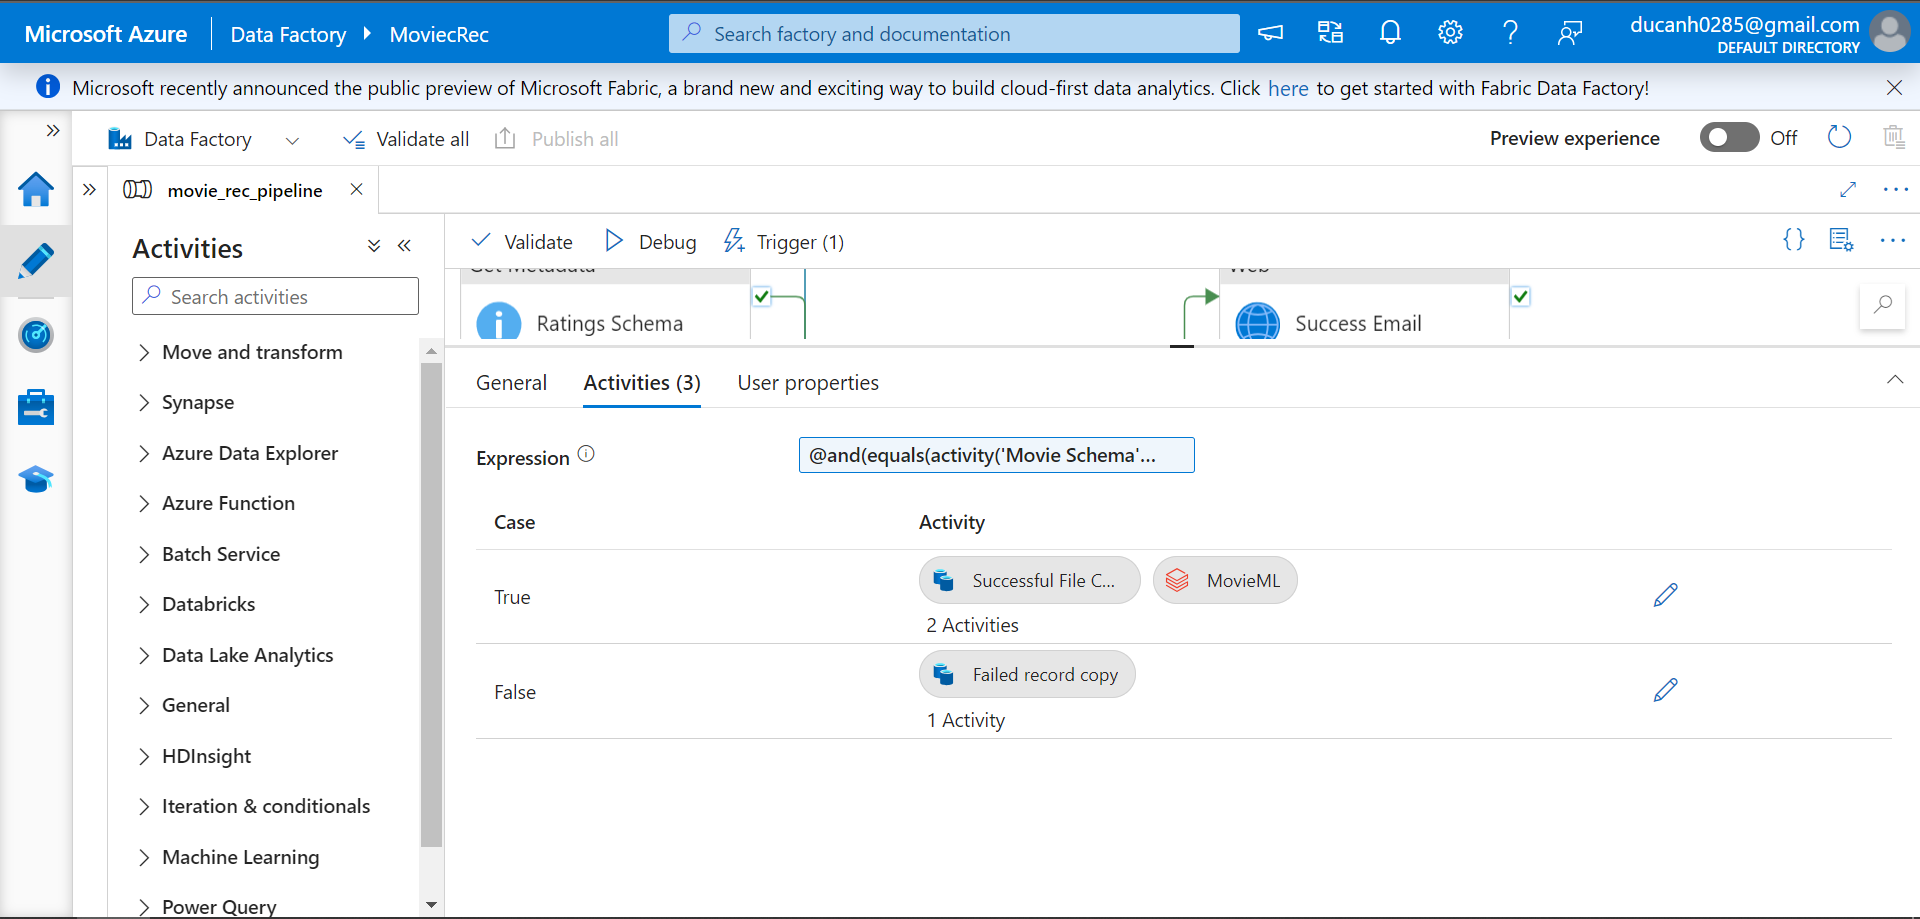 Microsoft Azure
Data Factory
MoviecRec
Search factory and documentation
ducanh0285@gmail.com
DEFAULT DIRECTORY
Microsoft recently announced the public preview of Microsoft Fabric, a brand new and exciting way to build cloud-first data analytics. Click here to get started with Fabric Data Factory!
Data Factory
Validate all
Publish all
Preview experience
Off
movie_rec_pipeline
Activities
Search activities
Move and transform
Synapse
Azure Data Explorer
Azure Function
Batch Service
Databricks
Data Lake Analytics
General
HDInsight
Iteration & conditionals
Machine Learning
Power Query
Validate
Debug
Trigger (1)
Get Metadata
Ratings Schema
Web
Success Email
General
Activities (3)
User properties
Expression
@and(equals(activity('Movie Schema'...
Case
Activity
True
Successful File C...
MovieML
2 Activities
False
Failed record copy
1 Activity